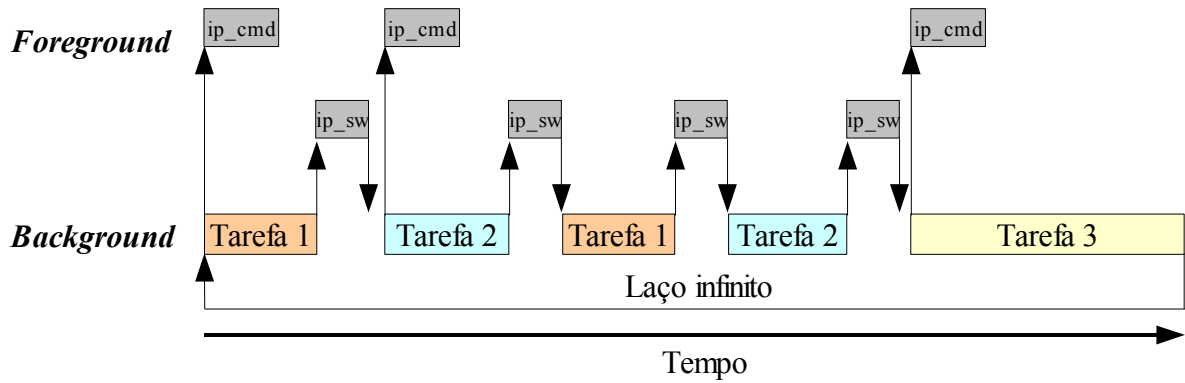 Foreground ip_cmd ip_cmd ip_cmd
ip_sw ip_sw ip_sw ip_sw
Background Tarefa 1 Tarefa 2 Tarefa 1 Tarefa 2 Tarefa 3
Laço infinito
Tempo